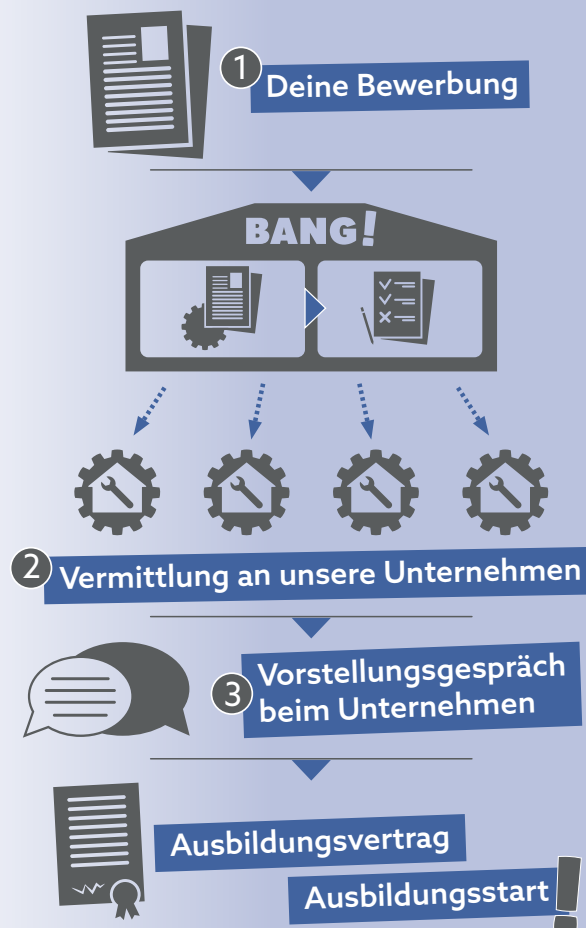 1
Deine Bewerbung
BANG!
2
Vermittlung an unsere Unternehmen
3
Vorstellungsgespräch
beim Unternehmen
Ausbildungsvertrag
Ausbildungsstart!